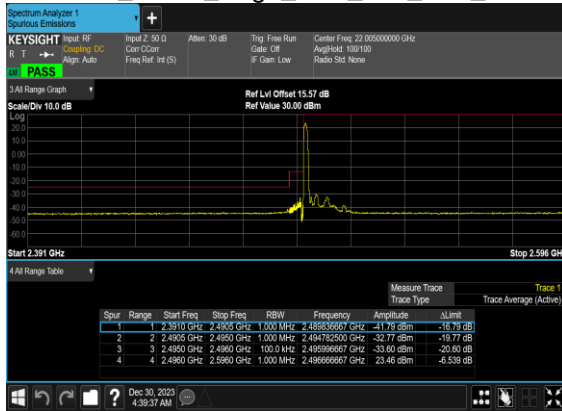 Spectrum Analyzer 1
Spurious Emissions
+
KEYSIGHT
R T
LW PASS
Input: RF
Coupling: DC
Align: Auto
Input Z: 50 Ω
Corr CCorr
Freq Ref: Int (S)
Atten: 30 dB
Trig: Free Run
Gate: Off
IF Gain: Low
Center Freq: 22.005000000 GHz
Avg|Hold: 100/100
Radio Std: None
3 All Range Graph
Scale/Div 10.0 dB
Ref Lvl Offset 15.57 dB
Ref Value 30.00 dBm
Log
20.0
10.0
0.00
-10.0
-20.0
-30.0
-40.0
-50.0
-60.0
Start 2.391 GHz
Stop 2.596 GHz
4 All Range Table
Measure Trace Trace 1
Trace Type Trace Average (Active)
Spur Range Start Freq Stop Freq RBW Frequency Amplitude ΔLimit
1 1 2.3910 GHz 2.4905 GHz 1.000 MHz 2.489836667 GHz -41.79 dBm -16.79 dB
2 2 2.4905 GHz 2.4950 GHz 1.000 MHz 2.494782500 GHz -32.77 dBm -19.77 dB
3 3 2.4950 GHz 2.4960 GHz 100.0 kHz 2.495996667 GHz -33.60 dBm -20.60 dB
4 4 2.4960 GHz 2.5960 GHz 1.000 MHz 2.496666667 GHz 23.46 dBm -6.539 dB
?
Dec 30, 2023
4:39:37 AM